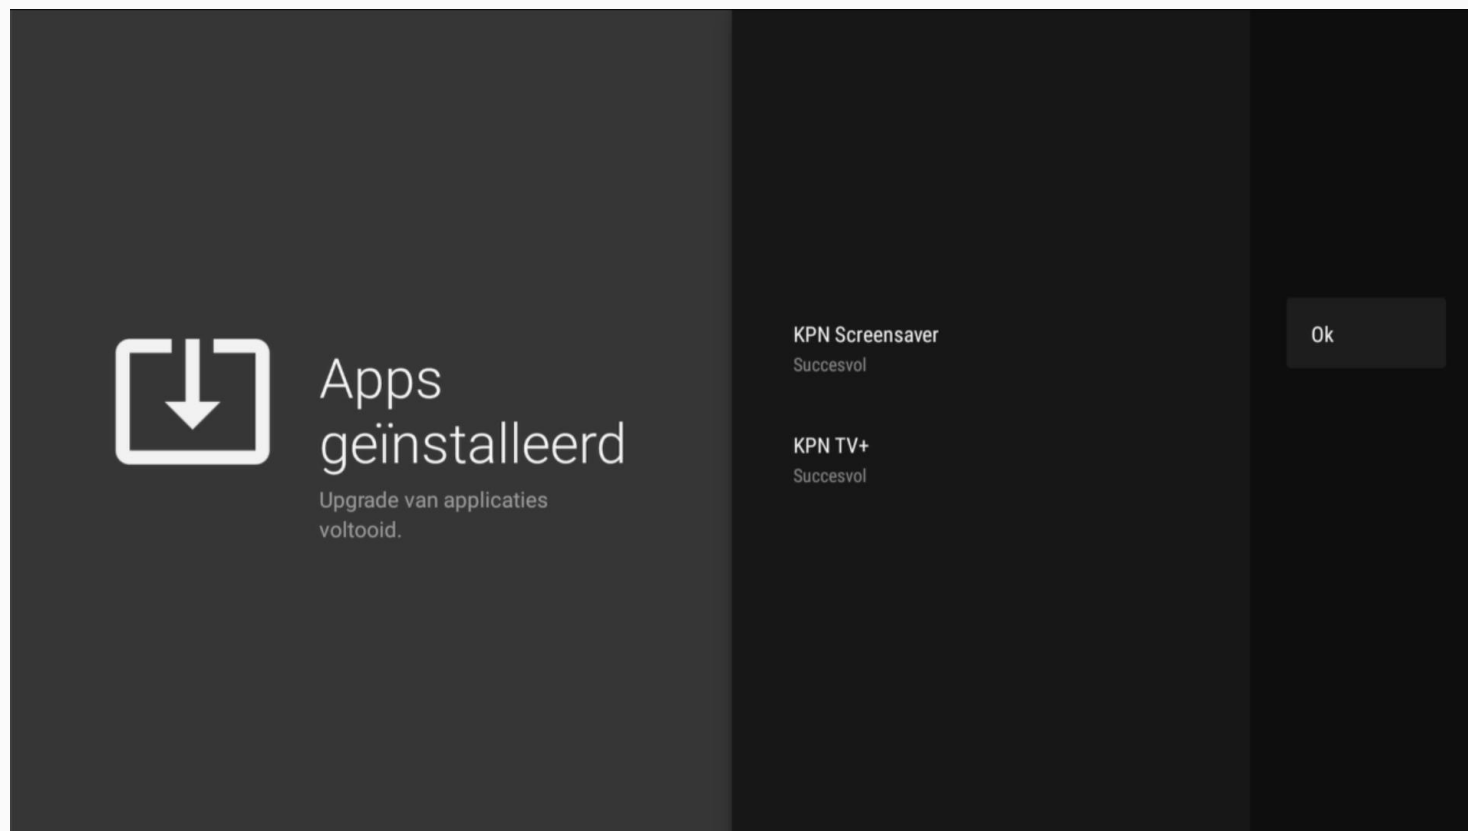 Apps
geïnstalleerd
Upgrade van applicaties
voltooid.
KPN Screensaver
Succesvol
KPN TV+
Succesvol
Ok